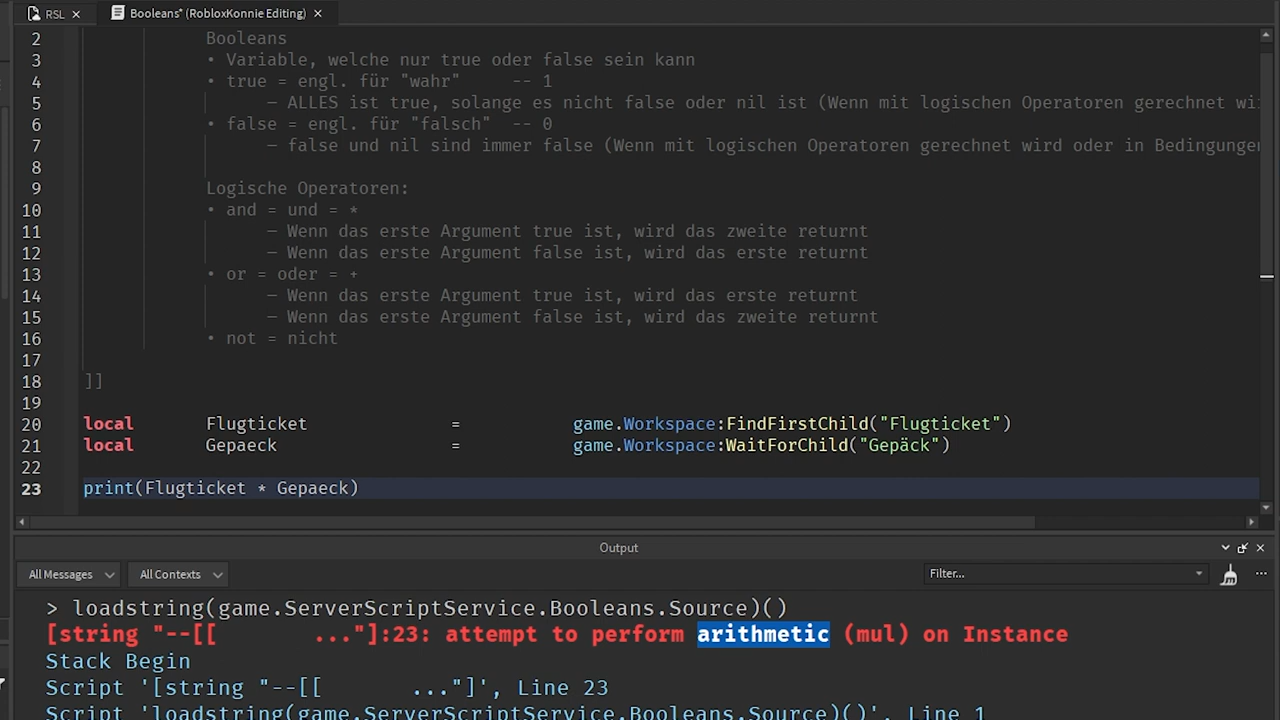 RSL
Booleans* (RobloxKonnie Editing)
2 Booleans
3 • Variable, welche nur true oder false sein kann
4 • true = engl. für "wahr" -- 1
5 – ALLES ist true, solange es nicht false oder nil ist (Wenn mit logischen Operatoren gerechnet wi
6 • false = engl. für "falsch" -- 0
7 – false und nil sind immer false (Wenn mit logischen Operatoren gerechnet wird oder in Bedingungen
8
9 Logische Operatoren:
10 • and = und = *
11 – Wenn das erste Argument true ist, wird das zweite returnt
12 – Wenn das erste Argument false ist, wird das erste returnt
13 • or = oder = +
14 – Wenn das erste Argument true ist, wird das erste returnt
15 – Wenn das erste Argument false ist, wird das zweite returnt
16 • not = nicht
17
18 ]]
19
20 local Flugticket = game.Workspace:FindFirstChild("Flugticket")
21 local Gepaeck = game.Workspace:WaitForChild("Gepäck")
22
23 print(Flugticket * Gepaeck)
Output
All Messages All Contexts Filter... ...
> loadstring(game.ServerScriptService.Booleans.Source)()
[string "--[[ ..."]:23: attempt to perform arithmetic (mul) on Instance
Stack Begin
Script '[string "--[[ ..."]', Line 23
Script 'loadstring(game.ServerScriptService.Booleans.Source)()', Line 1